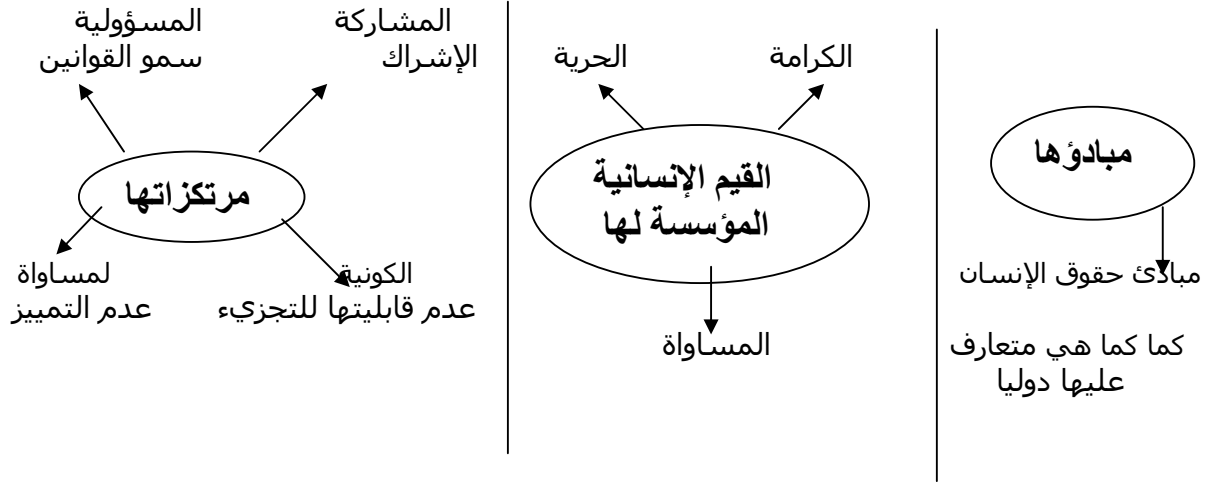 مبادؤها
مبادئ حقوق الإنسان
كما كما هي متعارف
عليها دوليا
الكرامة
الحرية
القيم الإنسانية
المؤسسة لها
المساواة
المشاركة
الإشراك
المسؤولية
سمو القوانين
مرتكزاتها
الكونية
عدم قابليتها للتجزيء
لمساواة
عدم التمييز